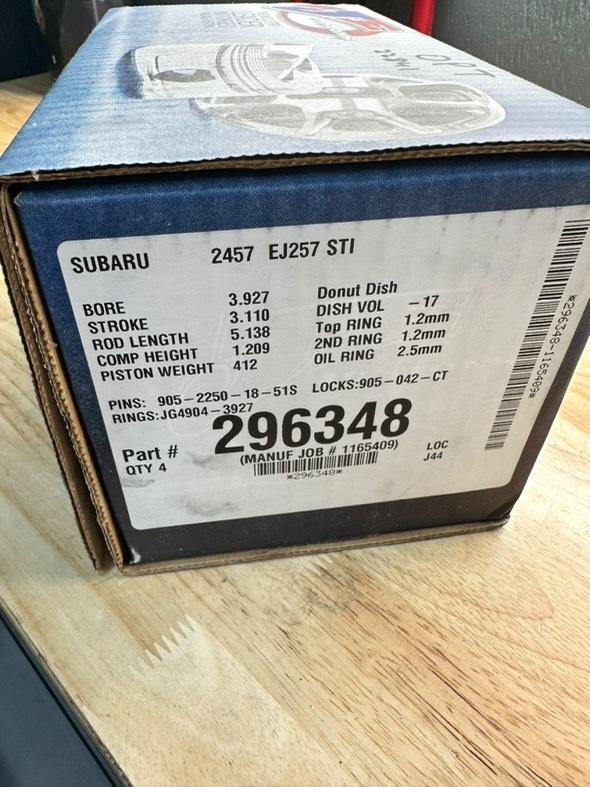 SUBARU 2457 EJ257 STI
BORE 3.927 Donut Dish
STROKE 3.110 DISH VOL -17
ROD LENGTH 5.138 Top RING 1.2mm
COMP HEIGHT 1.209 2ND RING 1.2mm
PISTON WEIGHT 412 OIL RING 2.5mm
PINS: 905-2250-18-51S LOCKS:905-042-CT
RINGS:JG4904-3927
Part # 296348 LOC
QTY 4 (MANUF JOB # 1165409) J44
*296348*
*296348-1165409*